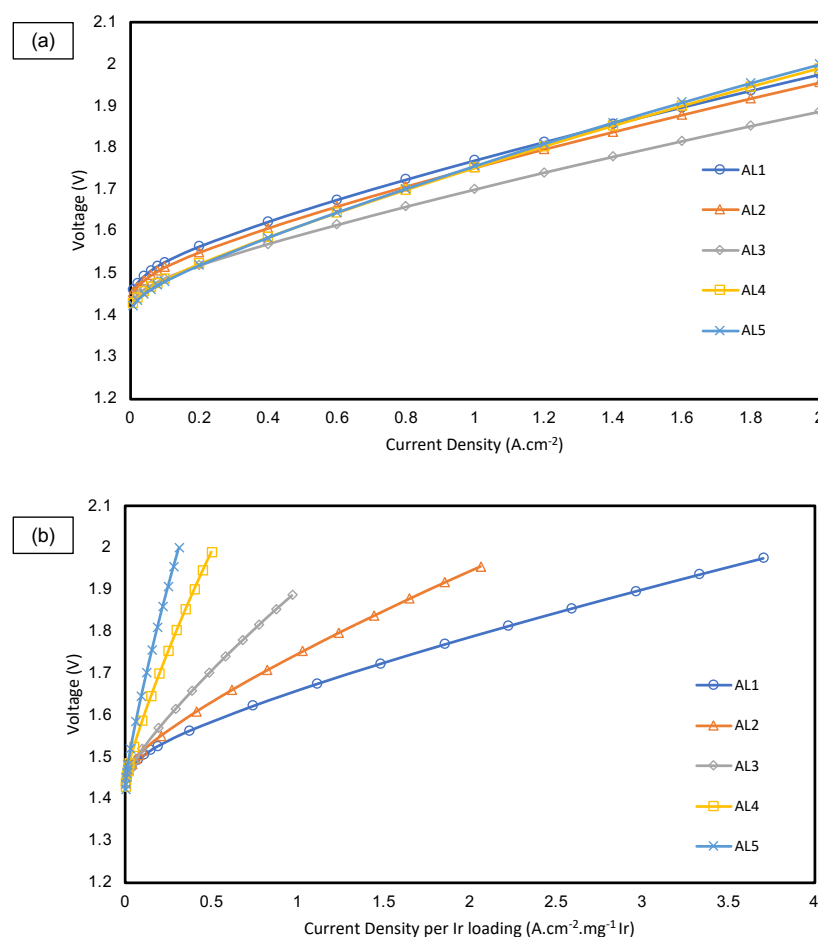 (a)
2.1
2
1.9
1.8
1.7
1.6
1.5
1.4
1.3
1.2
Voltage (V)
0 0.2 0.4 0.6 0.8 1 1.2 1.4 1.6 1.8 2
Current Density (A.cm⁻²)
AL1
AL2
AL3
AL4
AL5
(b)
2.1
2
1.9
1.8
1.7
1.6
1.5
1.4
1.3
1.2
Voltage (V)
0 0.5 1 1.5 2 2.5 3 3.5 4
Current Density per Ir loading (A.cm⁻².mg⁻¹ Ir)
AL1
AL2
AL3
AL4
AL5